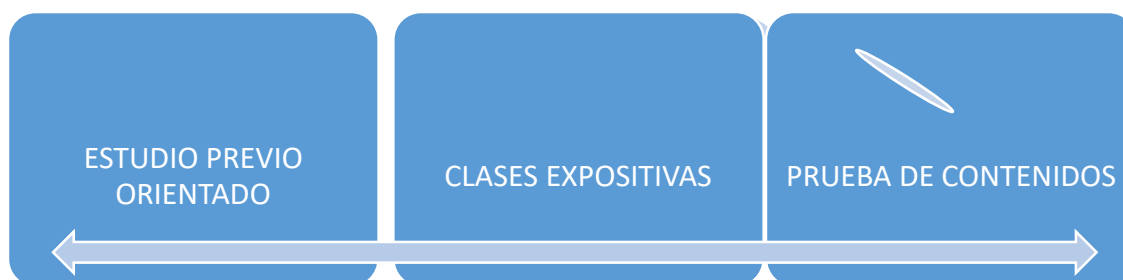 ESTUDIO PREVIO
ORIENTADO
CLASES EXPOSITIVAS
PRUEBA DE CONTENIDOS